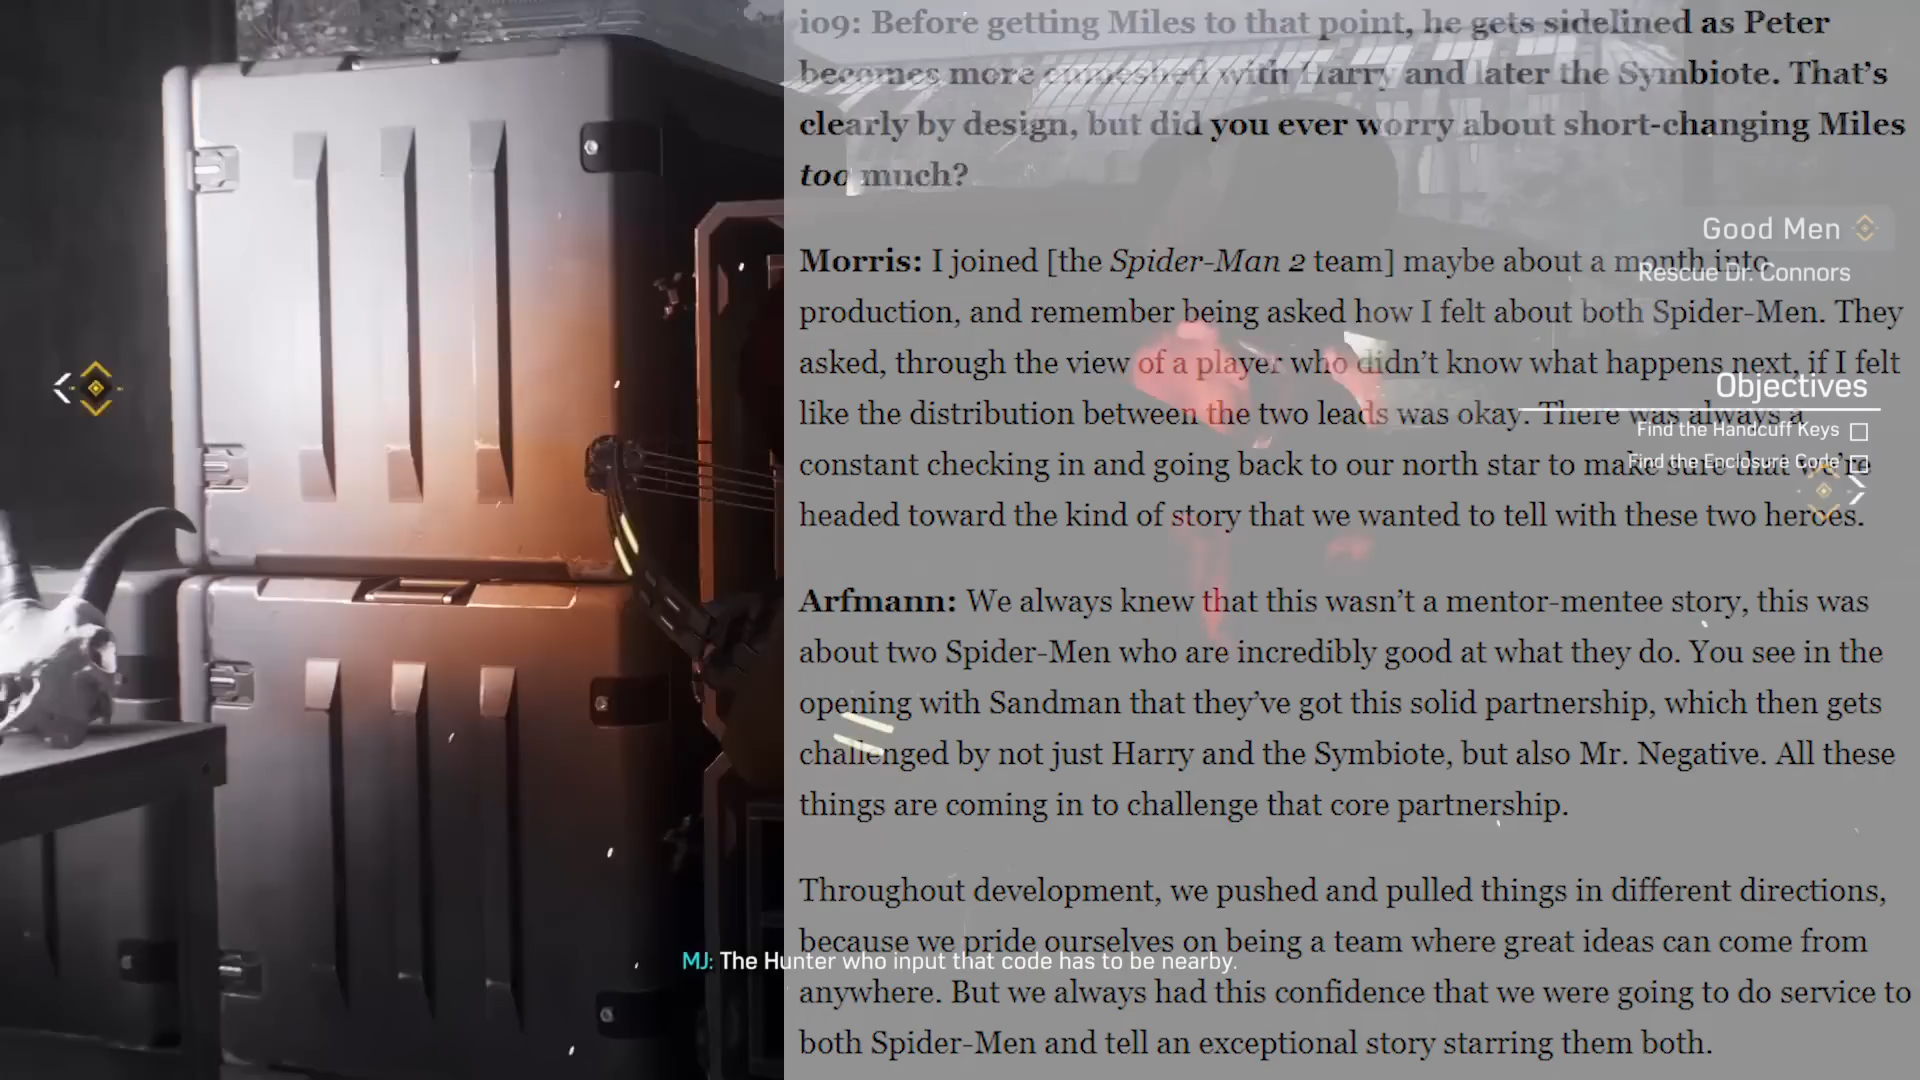 io9: Before getting Miles to that point, he gets sidelined as Peter
becomes more enmeshed with Harry and later the Symbiote. That's
clearly by design, but did you ever worry about short-changing Miles
too much?
Good Men
Rescue Dr. Connors
Morris: I joined [the Spider-Man 2 team] maybe about a month into
production, and remember being asked how I felt about both Spider-Men. They
asked, through the view of a player who didn't know what happens next, if I felt
like the distribution between the two leads was okay. There was always a
constant checking in and going back to our north star to make sure that we're
headed toward the kind of story that we wanted to tell with these two heroes.
Objectives
Find the Handcuff Keys
Find the Enclosure Code
Arfmann: We always knew that this wasn't a mentor-mentee story, this was
about two Spider-Men who are incredibly good at what they do. You see in the
opening with Sandman that they've got this solid partnership, which then gets
challenged by not just Harry and the Symbiote, but also Mr. Negative. All these
things are coming in to challenge that core partnership.
Throughout development, we pushed and pulled things in different directions,
because we pride ourselves on being a team where great ideas can come from
anywhere. But we always had this confidence that we were going to do service to
both Spider-Men and tell an exceptional story starring them both.
MJ: The Hunter who input that code has to be nearby.